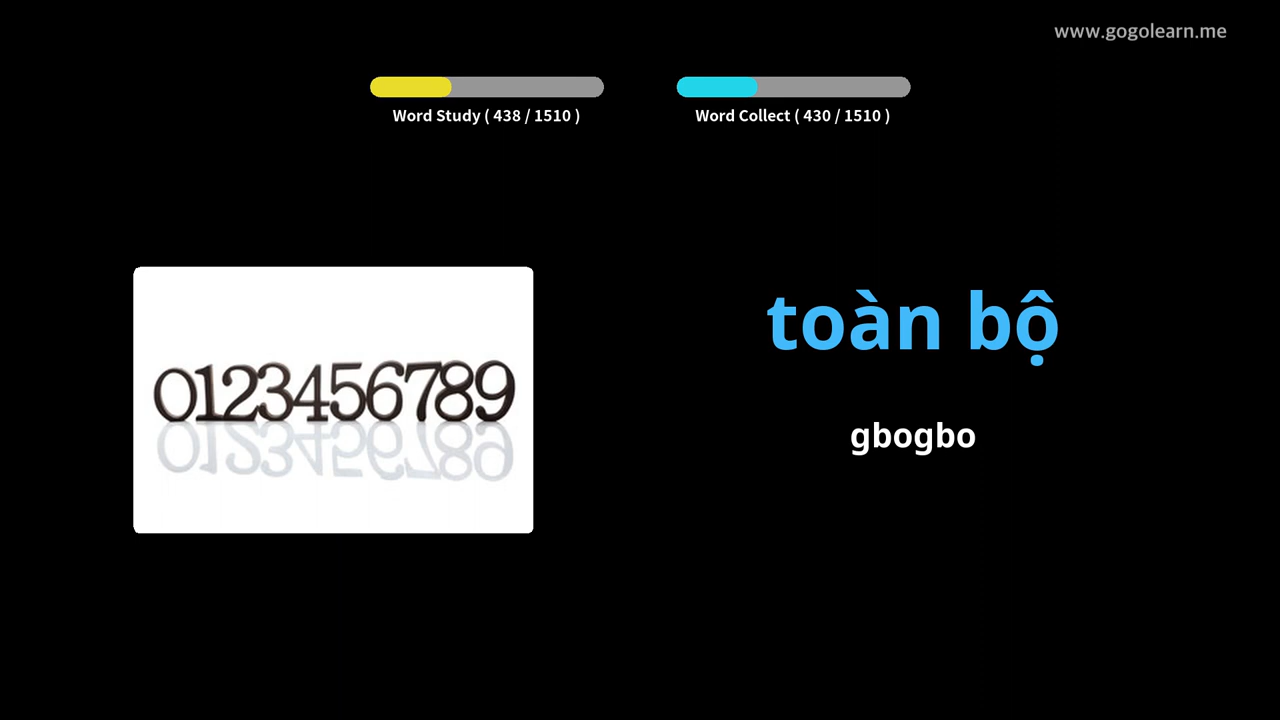 www.gogolearn.me
Word Study ( 438 / 1510 )
Word Collect ( 430 / 1510 )
0123456789
toàn bộ
gbogbo